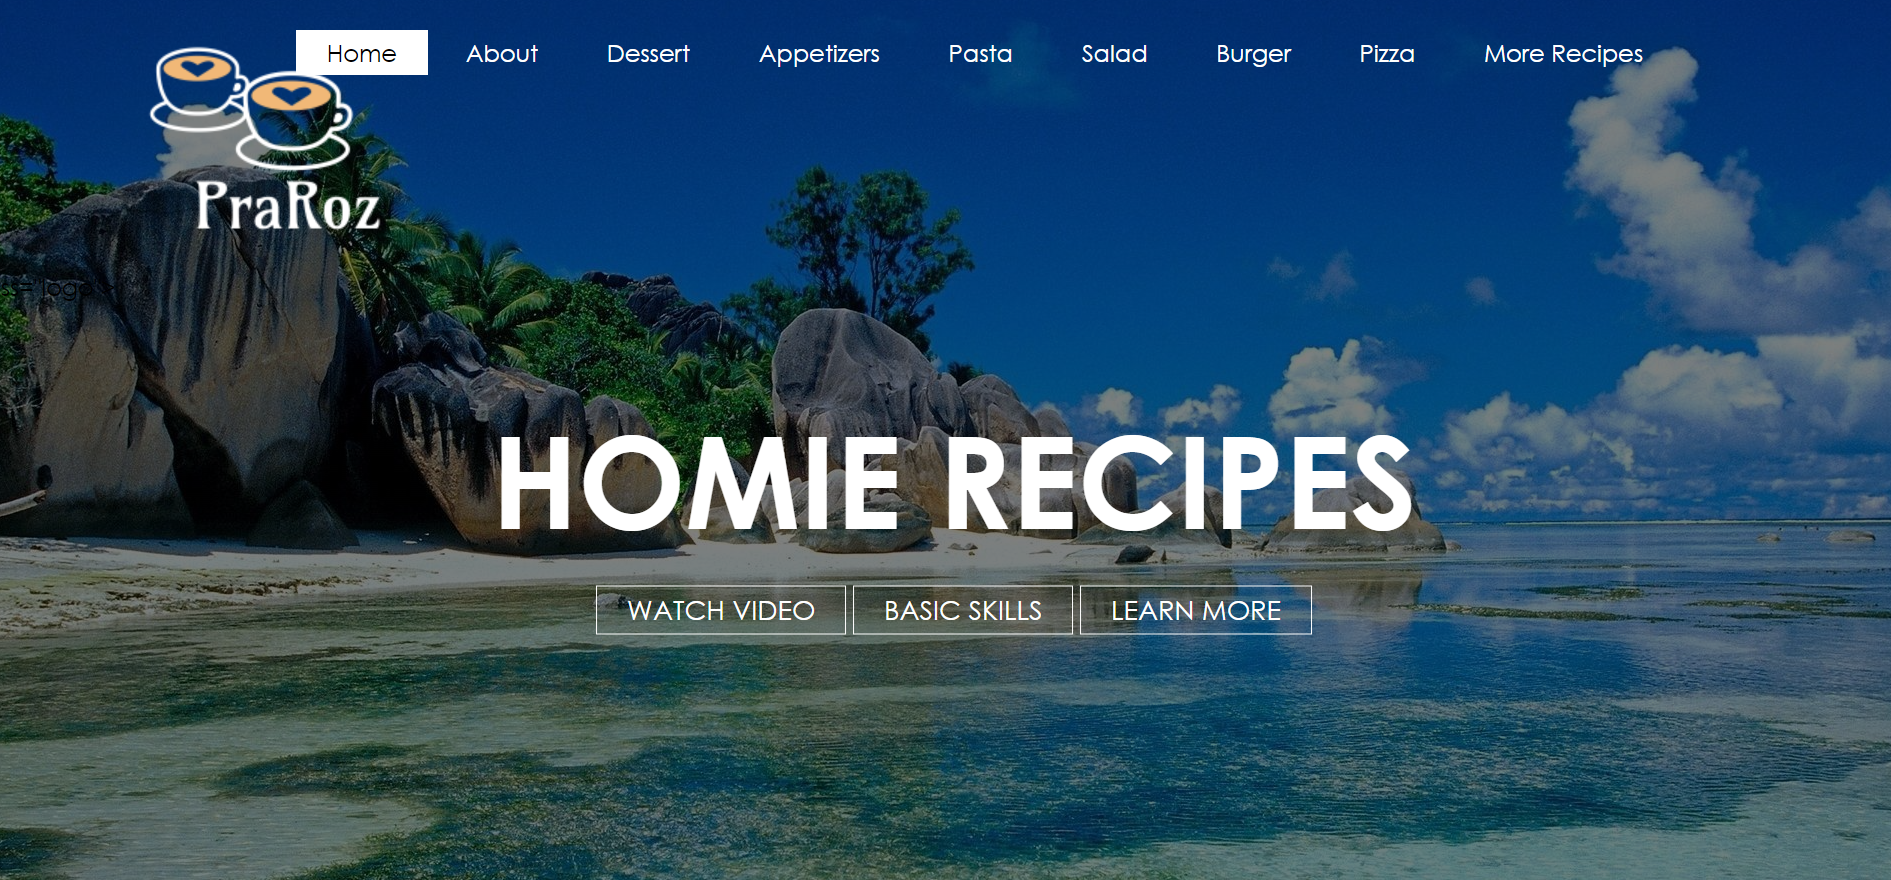 Home About Dessert Appetizers Pasta Salad Burger Pizza More Recipes
PraRoz
HOMIE RECIPES
WATCH VIDEO BASIC SKILLS LEARN MORE